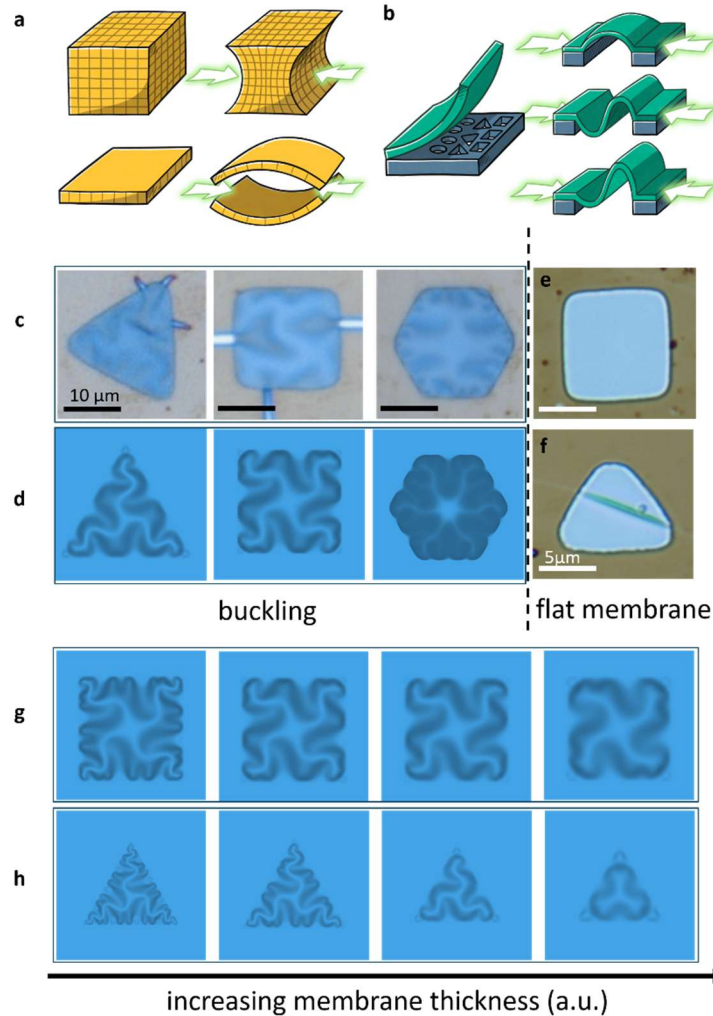 a
b
c
10 μm
e
d
f
5μm
buckling
flat membrane
g
h
increasing membrane thickness (a.u.)